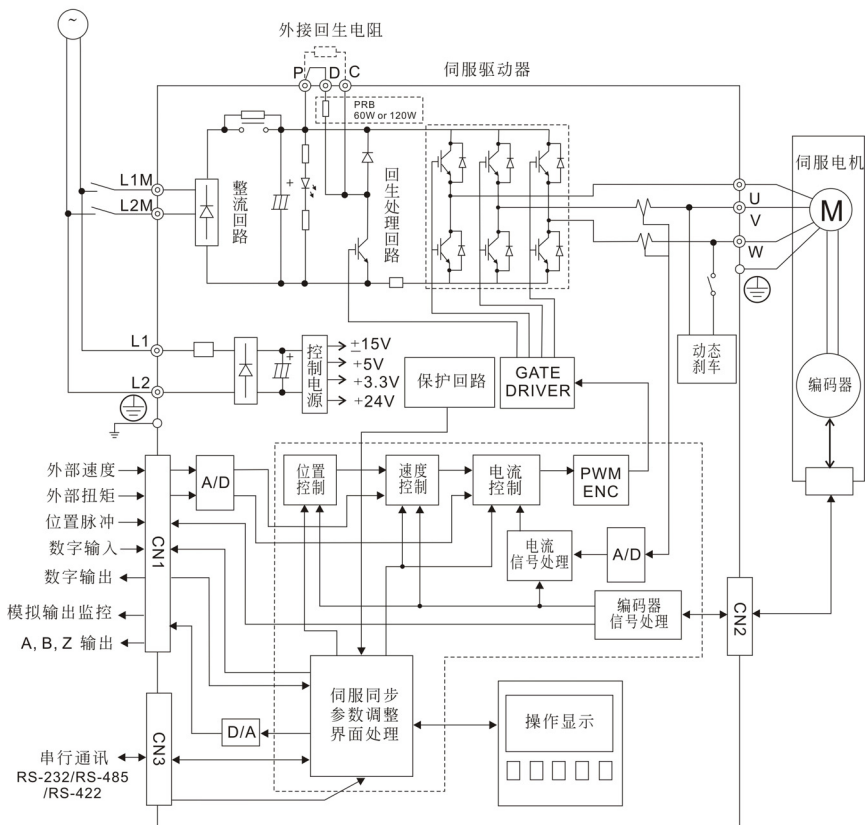 ~
外接回生电阻
P
D
C
伺服驱动器
PRB
60W or 120W
伺服电机
L1M
L2M
整流回路
+
回生处理回路
U
V
W
M
L1
L2
+
控制电源
±15V
+5V
+3.3V
+24V
保护回路
GATE
DRIVER
动态
刹车
编码器
外部速度
外部扭矩
位置脉冲
数字输入
数字输出
模拟输出监控
A, B, Z 输出
CN1
A/D
位置
控制
速度
控制
电流
控制
PWM
ENC
电流
信号处理
A/D
编码器
信号处理
CN2
伺服同步
参数调整
界面处理
D/A
操作显示
CN3
串行通讯
RS-232/RS-485
/RS-422